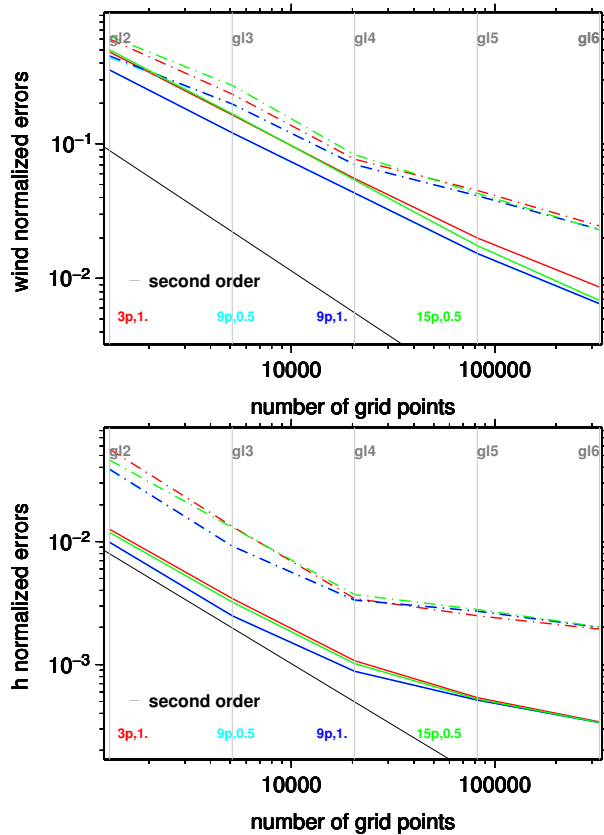 gl2 gl3 gl4 gl5 gl6
wind normalized errors
10−1
10−2
second order
3p,1. 9p,0.5 9p,1. 15p,0.5
10000 100000
number of grid points
gl2 gl3 gl4 gl5 gl6
h normalized errors
10−2
10−3
second order
3p,1. 9p,0.5 9p,1. 15p,0.5
10000 100000
number of grid points